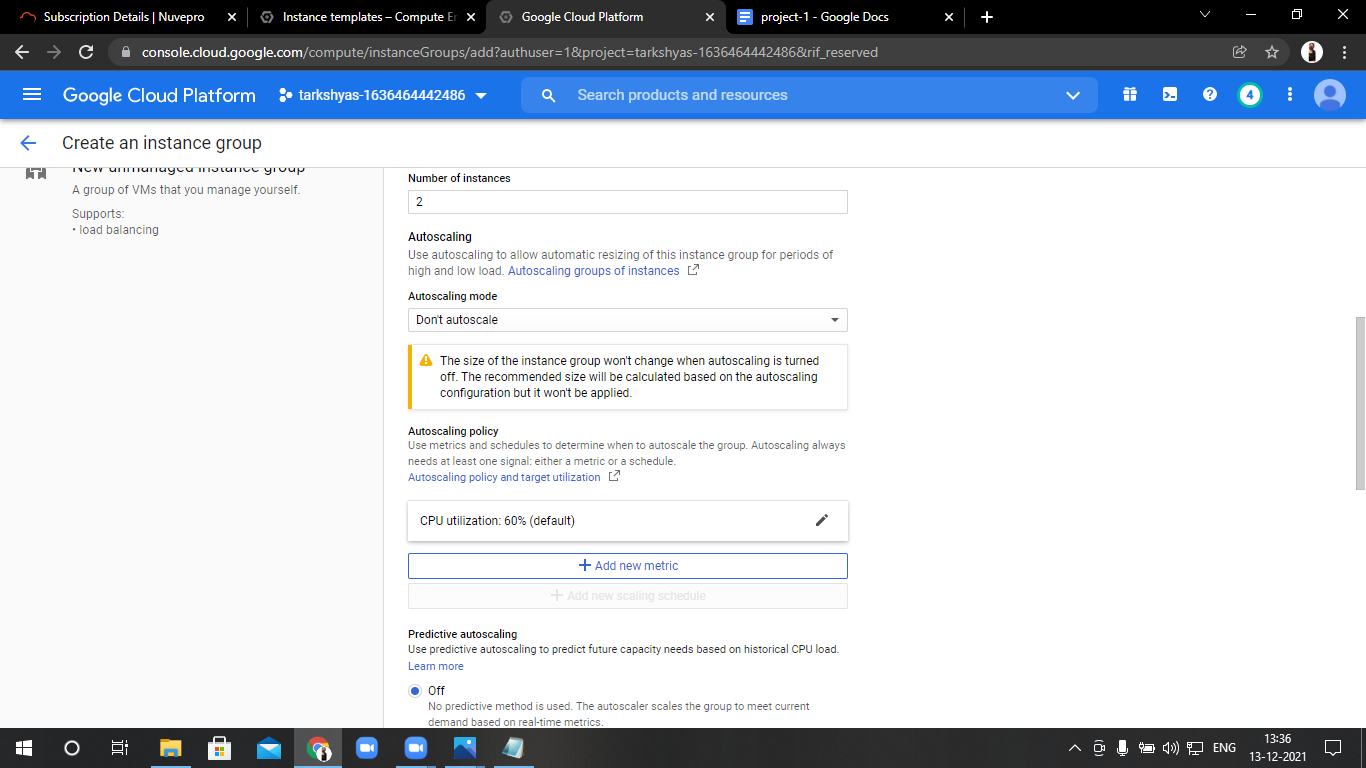 Subscription Details | Nuvepro
Instance templates – Compute En
Google Cloud Platform
project-1 - Google Docs
console.cloud.google.com/compute/instanceGroups/add?authuser=1&project=tarkshyas-1636464442486&rif_reserved
Google Cloud Platform
tarkshyas-1636464442486
Search products and resources
4
Create an instance group
New unmanaged instance group
A group of VMs that you manage yourself.
Supports:
• load balancing
Number of instances
2
Autoscaling
Use autoscaling to allow automatic resizing of this instance group for periods of
high and low load. Autoscaling groups of instances
Autoscaling mode
Don't autoscale
The size of the instance group won't change when autoscaling is turned
off. The recommended size will be calculated based on the autoscaling
configuration but it won't be applied.
Autoscaling policy
Use metrics and schedules to determine when to autoscale the group. Autoscaling always
needs at least one signal: either a metric or a schedule.
Autoscaling policy and target utilization
CPU utilization: 60% (default)
+ Add new metric
+ Add new scaling schedule
Predictive autoscaling
Use predictive autoscaling to predict future capacity needs based on historical CPU load.
Learn more
Off
No predictive method is used. The autoscaler scales the group to meet current
demand based on real-time metrics.
ENG
13:36
13-12-2021